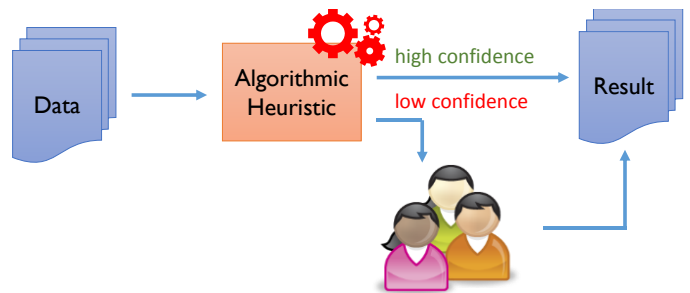 Data
Algorithmic
Heuristic
high confidence
low confidence
Result